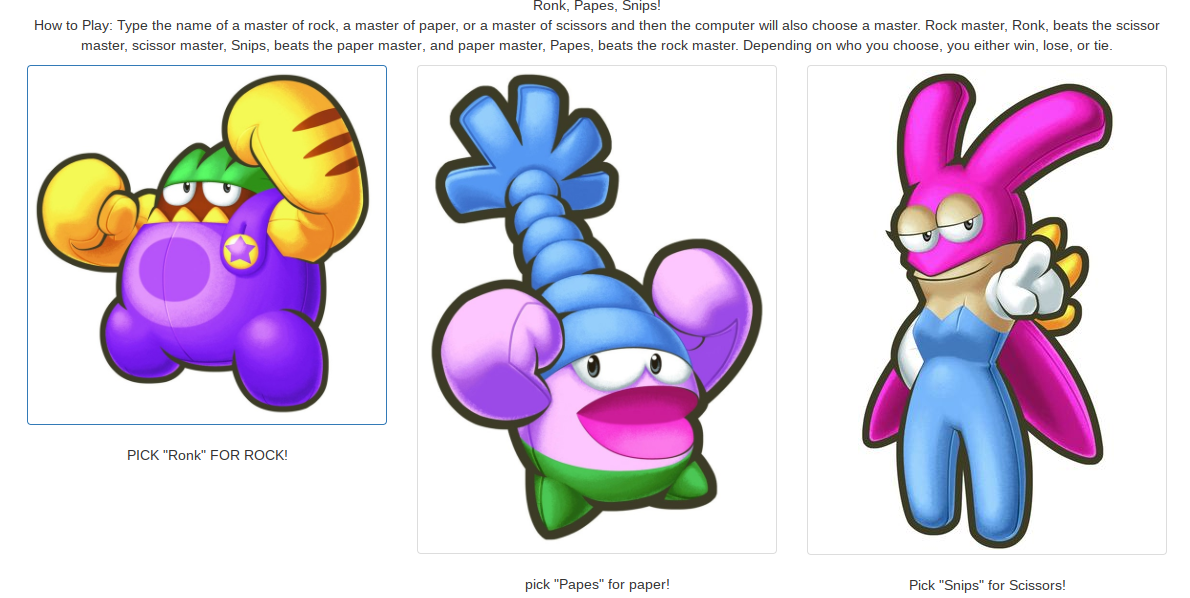 Ronk, Papes, Snips!
How to Play: Type the name of a master of rock, a master of paper, or a master of scissors and then the computer will also choose a master. Rock master, Ronk, beats the scissor
master, scissor master, Snips, beats the paper master, and paper master, Papes, beats the rock master. Depending on who you choose, you either win, lose, or tie.
PICK "Ronk" FOR ROCK!
pick "Papes" for paper!
Pick "Snips" for Scissors!